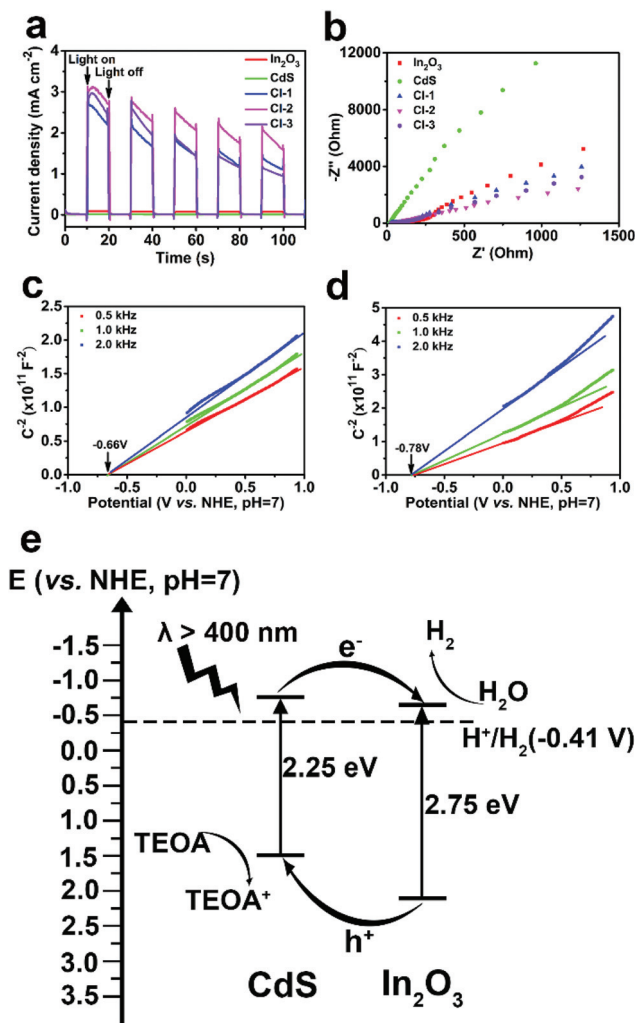 a
Current density (mA cm⁻²)
4
3
2
1
0
Light on
Light off
In₂O₃
CdS
CI-1
CI-2
CI-3
0 20 40 60 80 100
Time (s)
b
-Z'' (Ohm)
12000
8000
4000
0
In₂O₃
CdS
CI-1
CI-2
CI-3
0 500 1000 1500
Z' (Ohm)
c
C⁻² (x10¹¹ F⁻²)
2.5
2.0
1.5
1.0
0.5
0.0
0.5 kHz
1.0 kHz
2.0 kHz
-0.66V
-1.0 -0.5 0.0 0.5 1.0
Potential (V vs. NHE, pH=7)
d
C⁻² (x10¹¹ F⁻²)
5
4
3
2
1
0
0.5 kHz
1.0 kHz
2.0 kHz
-0.78V
-1.0 -0.5 0.0 0.5 1.0
Potential (V vs. NHE, pH=7)
e
E (vs. NHE, pH=7)
-1.5
-1.0
-0.5
0.0
0.5
1.0
1.5
2.0
2.5
3.0
3.5
λ > 400 nm
e⁻
H₂
H₂O
H⁺/H₂(-0.41 V)
2.25 eV
2.75 eV
TEOA
TEOA⁺
h⁺
CdS
In₂O₃